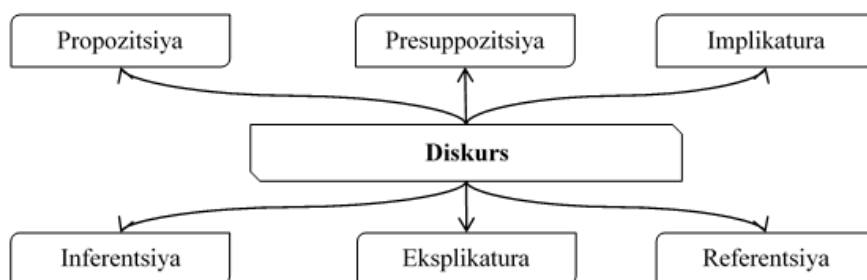 Propozitsiya
Presuppozitsiya
Implikatura
Diskurs
Inferentsiya
Eksplikatura
Referentsiya